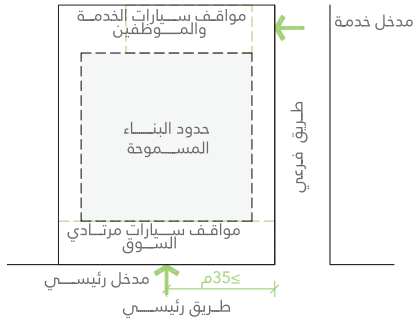 مواقف سيارات الخدمة
والموظفين
مدخل خدمة
طريق فرعي
حدود البناء
المسموحة
مواقف سيارات مرتادي
السوق
≥35م
مدخل رئيسي
طريق رئيسي